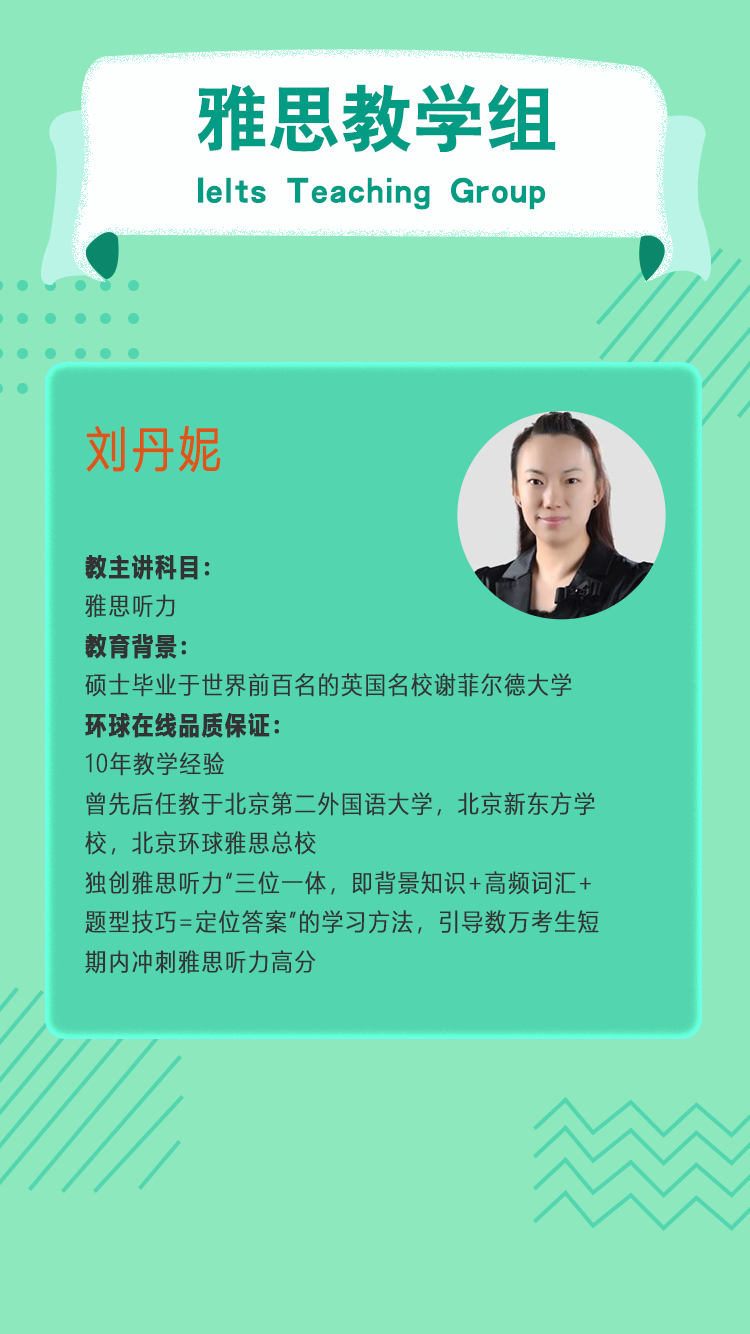 雅思教学组
Ielts Teaching Group
刘丹妮
教主讲科目：
雅思听力
教育背景：
硕士毕业于世界前百名的英国名校谢菲尔德大学
环球在线品质保证：
10年教学经验
曾先后任教于北京第二外国语大学，北京新东方学
校，北京环球雅思总校
独创雅思听力“三位一体，即背景知识+高频词汇+
题型技巧=定位答案”的学习方法，引导数万考生短
期内冲刺雅思听力高分